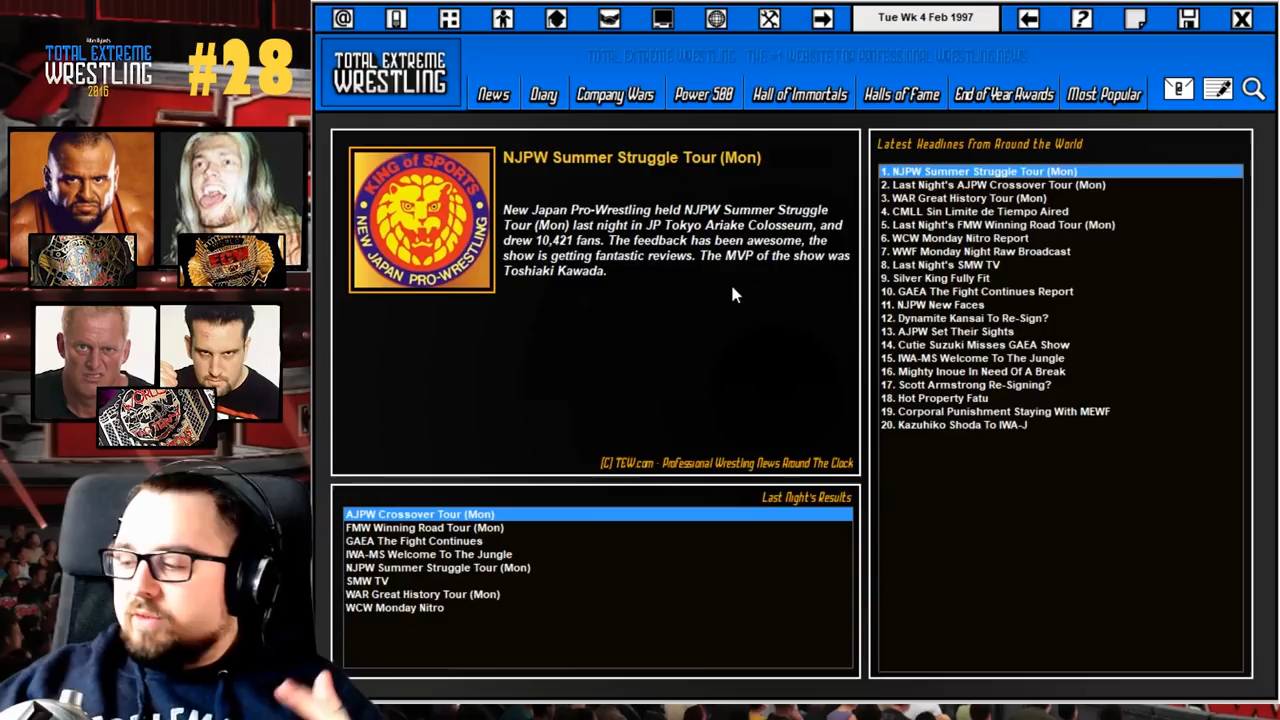 TOTAL EXTREME
WRESTLING
2016
#28
Tue Wk 4 Feb 1997
TOTAL EXTREME
WRESTLING
TOTAL EXTREME WRESTLING - THE #1 WEBSITE FOR PROFESSIONAL WRESTLING NEWS
News
Diary
Company Wars
Power 500
Hall of Immortals
Halls of Fame
End of Year Awards
Most Popular
KING OF SPORTS
NEW JAPAN PRO-WRESTLING
NJPW Summer Struggle Tour (Mon)
New Japan Pro-Wrestling held NJPW Summer Struggle
Tour (Mon) last night in JP Tokyo Ariake Colosseum, and
drew 10,421 fans. The feedback has been awesome, the
show is getting fantastic reviews. The MVP of the show was
Toshiaki Kawada.
(C) TEW.com - Professional Wrestling News Around The Clock
Last Night's Results
AJPW Crossover Tour (Mon)
FMW Winning Road Tour (Mon)
GAEA The Fight Continues
IWA-MS Welcome To The Jungle
NJPW Summer Struggle Tour (Mon)
SMW TV
WAR Great History Tour (Mon)
WCW Monday Nitro
Latest Headlines From Around the World
1. NJPW Summer Struggle Tour (Mon)
2. Last Night's AJPW Crossover Tour (Mon)
3. WAR Great History Tour (Mon)
4. CMLL Sin Limite de Tiempo Aired
5. Last Night's FMW Winning Road Tour (Mon)
6. WCW Monday Nitro Report
7. WWF Monday Night Raw Broadcast
8. Last Night's SMW TV
9. Silver King Fully Fit
10. GAEA The Fight Continues Report
11. NJPW New Faces
12. Dynamite Kansai To Re-Sign?
13. AJPW Set Their Sights
14. Cutie Suzuki Misses GAEA Show
15. IWA-MS Welcome To The Jungle
16. Mighty Inoue In Need Of A Break
17. Scott Armstrong Re-Signing?
18. Hot Property Fatu
19. Corporal Punishment Staying With MEWF
20. Kazuhiko Shoda To IWA-J